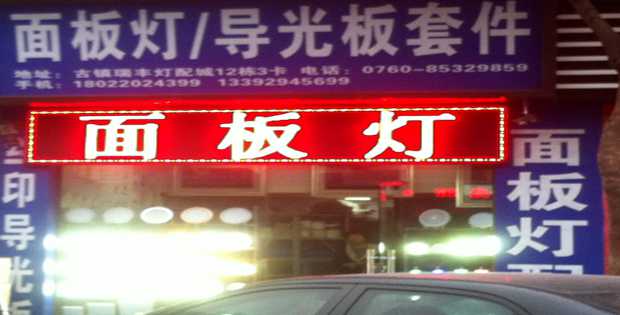 面板灯/导光板套件
地址：古镇瑞丰灯配城12栋3卡 电话：0760-85329859
手机：18022024399 13392945699
面板灯
印导光板
面板灯配